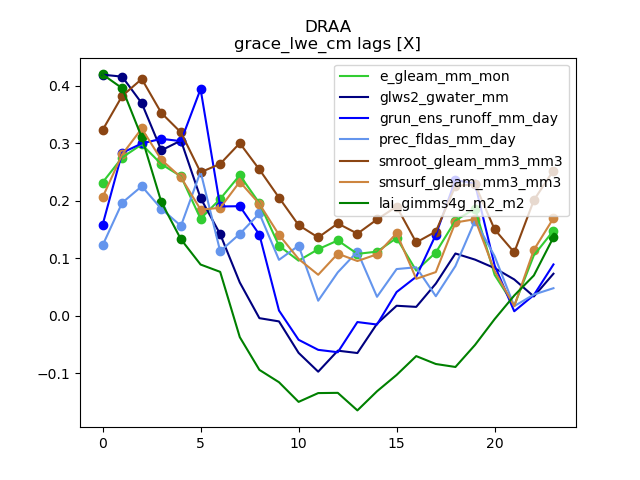 DRAA
grace_lwe_cm lags [X]
e_gleam_mm_mon
glws2_gwater_mm
grun_ens_runoff_mm_day
prec_fldas_mm_day
smroot_gleam_mm3_mm3
smsurf_gleam_mm3_mm3
lai_gimms4g_m2_m2
0.4
0.3
0.2
0.1
0.0
−0.1
0 5 10 15 20